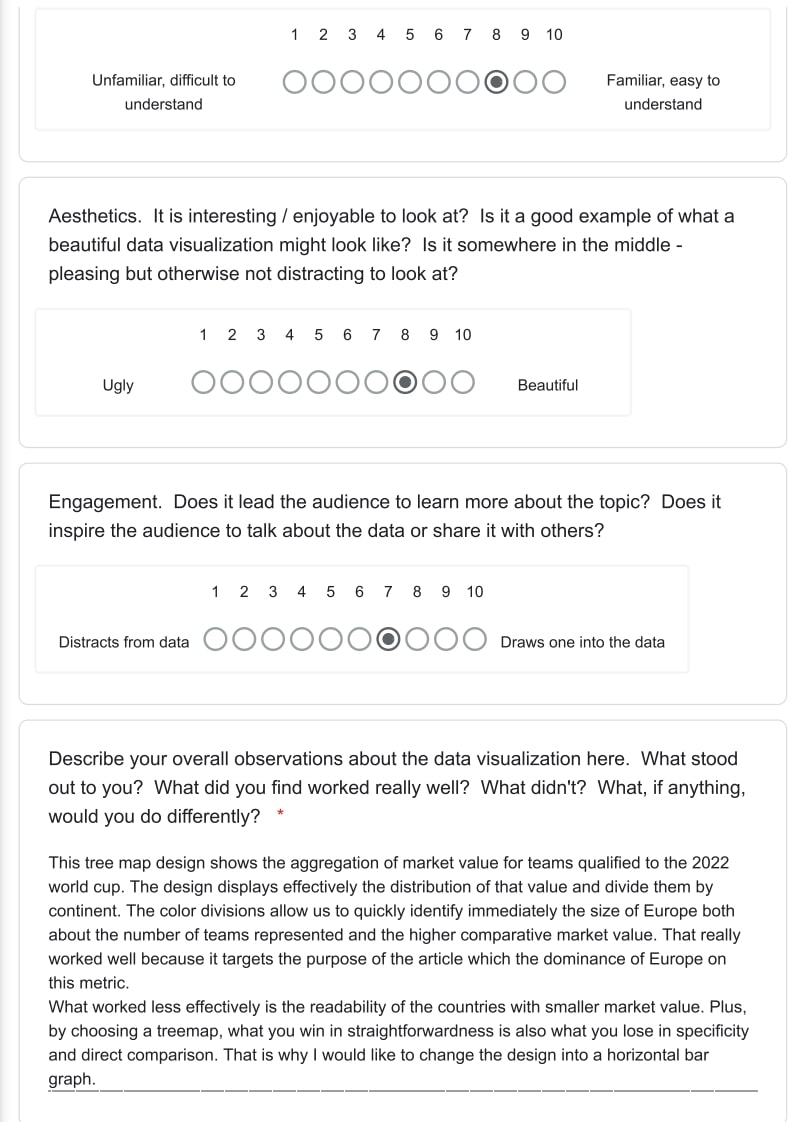 1 2 3 4 5 6 7 8 9 10
Unfamiliar, difficult to understand
Familiar, easy to understand
Aesthetics. It is interesting / enjoyable to look at? Is it a good example of what a
beautiful data visualization might look like? Is it somewhere in the middle -
pleasing but otherwise not distracting to look at?
1 2 3 4 5 6 7 8 9 10
Ugly
Beautiful
Engagement. Does it lead the audience to learn more about the topic? Does it
inspire the audience to talk about the data or share it with others?
1 2 3 4 5 6 7 8 9 10
Distracts from data
Draws one into the data
Describe your overall observations about the data visualization here. What stood
out to you? What did you find worked really well? What didn't? What, if anything,
would you do differently? *
This tree map design shows the aggregation of market value for teams qualified to the 2022
world cup. The design displays effectively the distribution of that value and divide them by
continent. The color divisions allow us to quickly identify immediately the size of Europe both
about the number of teams represented and the higher comparative market value. That really
worked well because it targets the purpose of the article which the dominance of Europe on
this metric.
What worked less effectively is the readability of the countries with smaller market value. Plus,
by choosing a treemap, what you win in straightforwardness is also what you lose in specificity
and direct comparison. That is why I would like to change the design into a horizontal bar
graph.